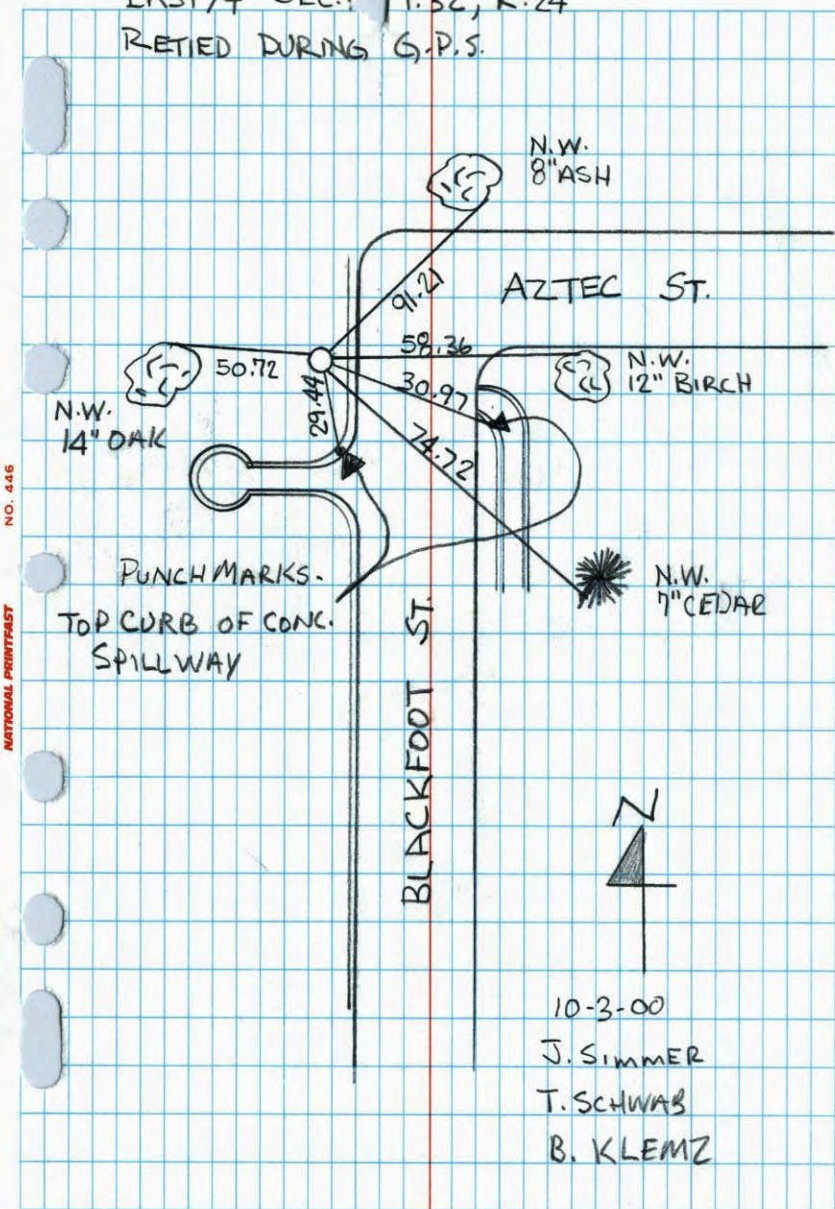 T.32, R.24
RETIED DURING G.P.S.
N.W.
8" ASH
91.21
AZTEC ST.
50.72
58.36
N.W.
12" BIRCH
30.97
N.W.
14" OAK
29.44
74.72
N.W.
7" CEDAR
PUNCH MARKS.
TOP CURB OF CONC.
SPILLWAY
BLACKFOOT ST.
N
10-3-00
J. SIMMER
T. SCHWAB
B. KLEMZ
NO. 446
NATIONAL PRINTFAST